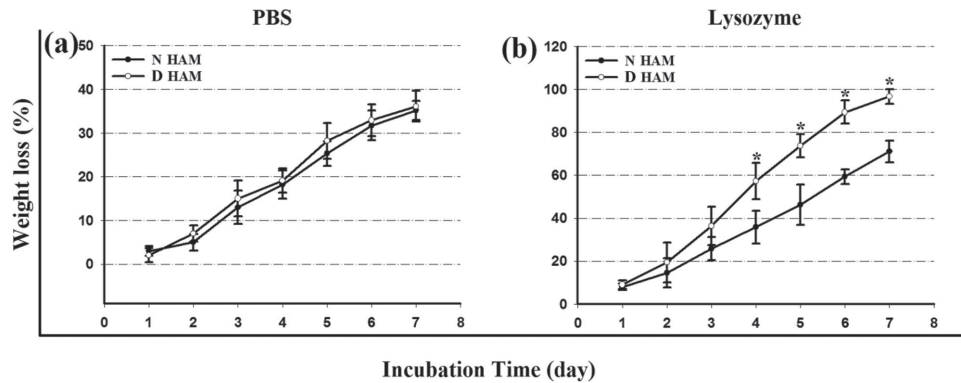 PBS
Lysozyme
(a)
50
40
30
20
10
0
N HAM
D HAM
0 1 2 3 4 5 6 7 8
(b)
120
100
80
60
40
20
0
N HAM
D HAM
*
*
*
*
0 1 2 3 4 5 6 7 8
Weight loss (%)
Incubation Time (day)